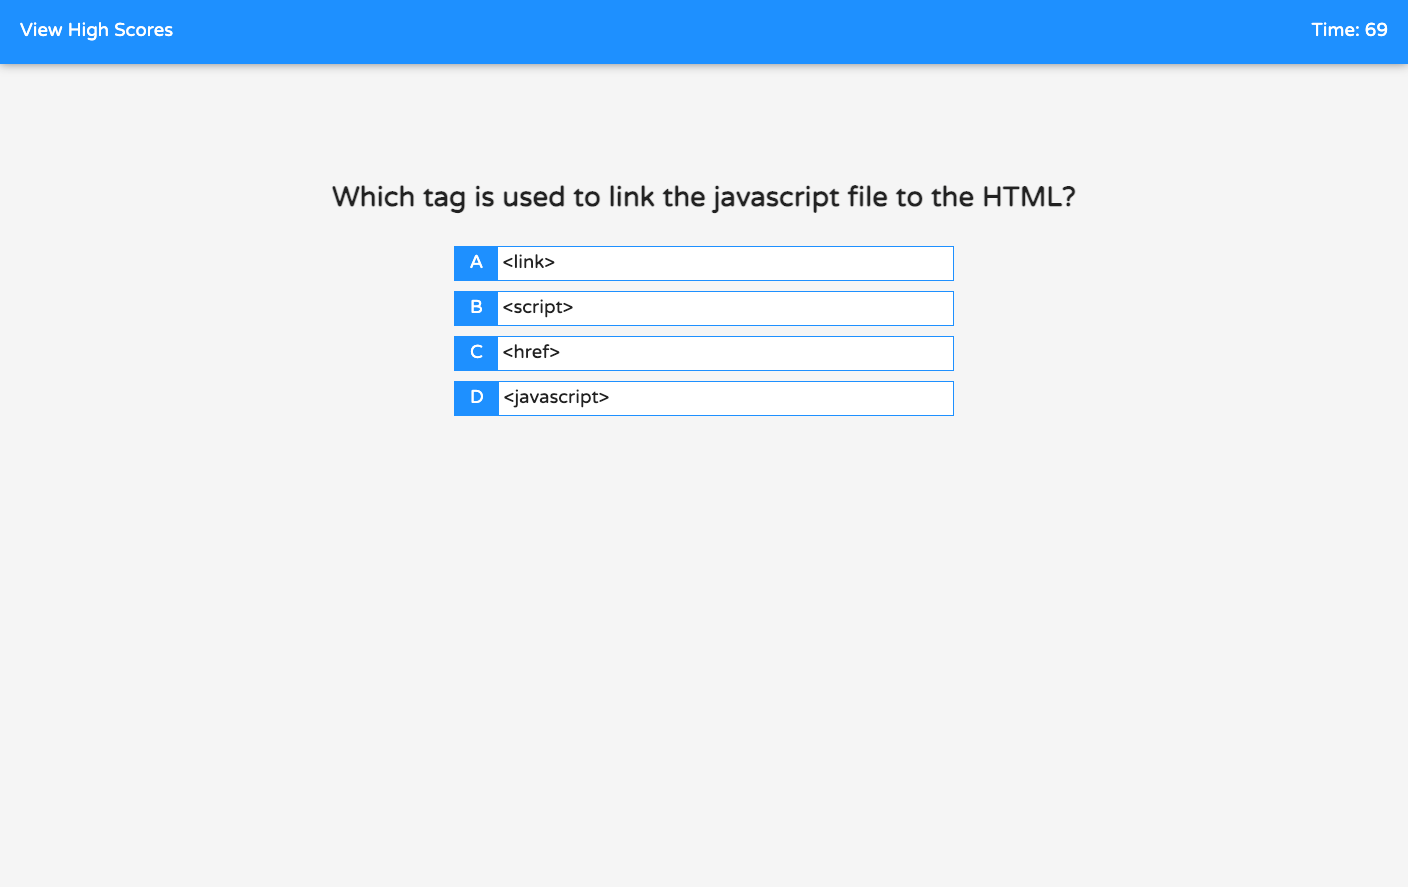 View High Scores
Time: 69
Which tag is used to link the javascript file to the HTML?
A <link>
B <script>
C <href>
D <javascript>